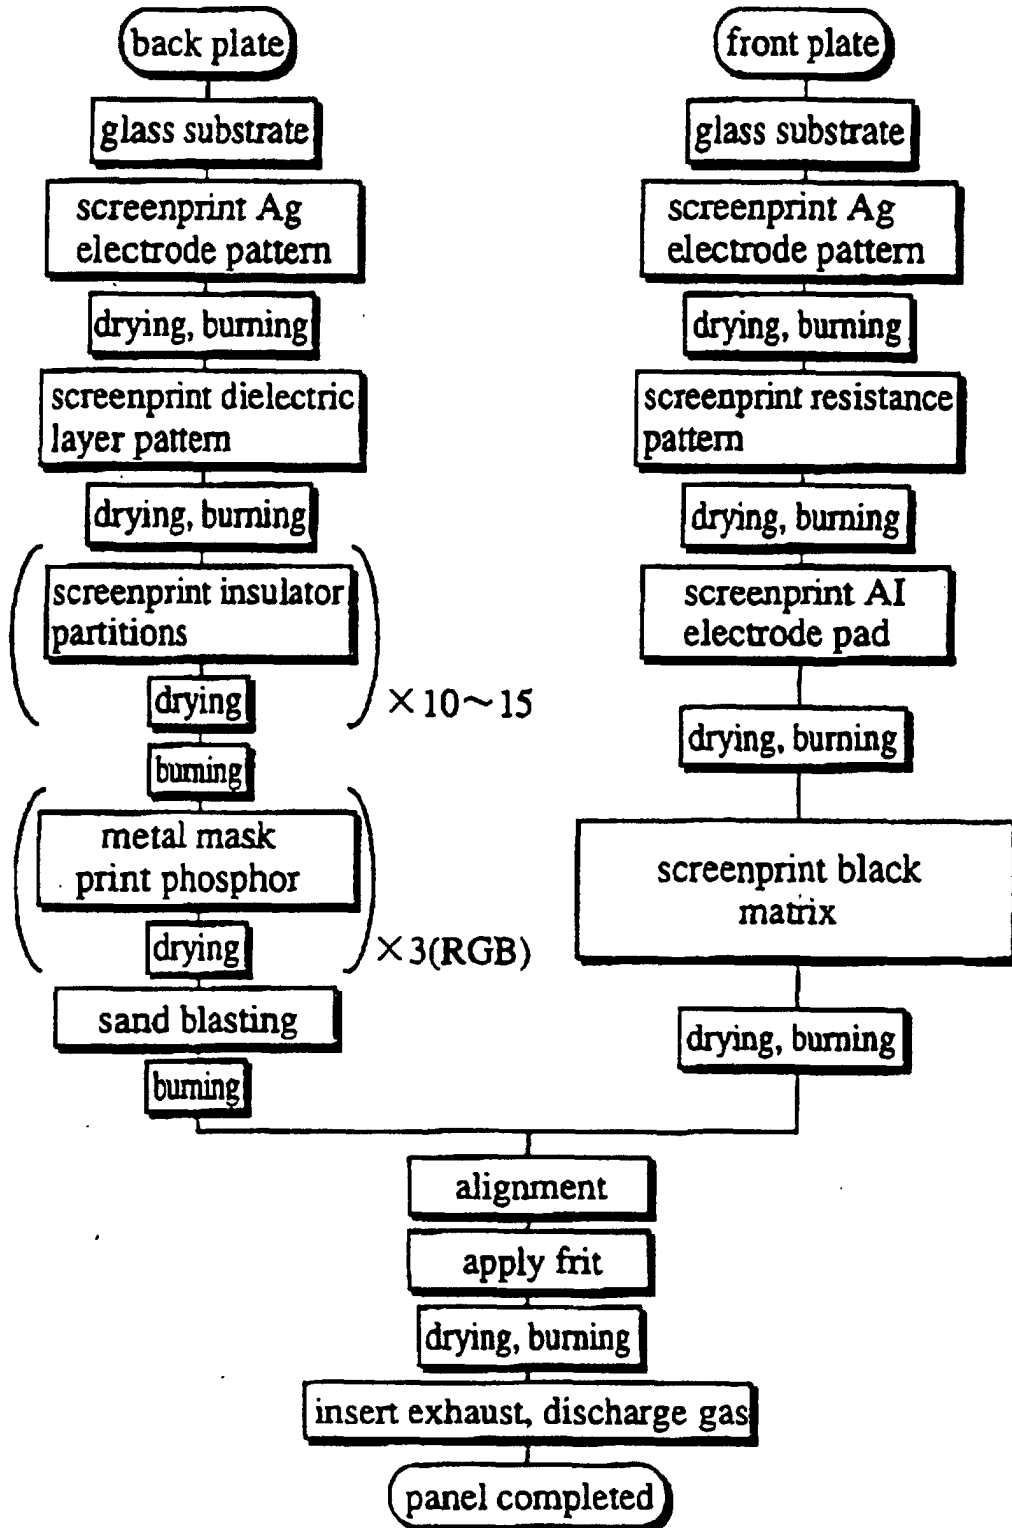 back plate
glass substrate
screenprint Ag
electrode pattern
drying, burning
screenprint dielectric
layer pattern
drying, burning
screenprint insulator
partitions
drying
×10~15
burning
metal mask
print phosphor
drying
×3(RGB)
sand blasting
burning
front plate
glass substrate
screenprint Ag
electrode pattern
drying, burning
screenprint resistance
pattern
drying, burning
screenprint AI
electrode pad
drying, burning
screenprint black
matrix
drying, burning
alignment
apply frit
drying, burning
insert exhaust, discharge gas
panel completed